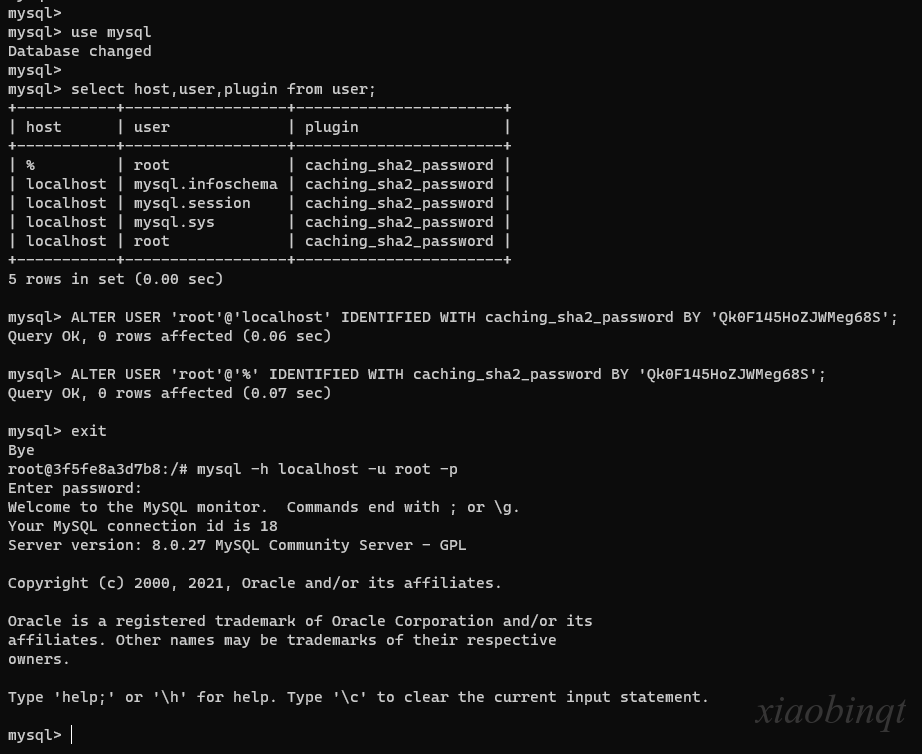 mysql>
mysql> use mysql
Database changed
mysql>
mysql> select host,user,plugin from user;
+-----------+------------------+-----------------------+
| host      | user             | plugin                |
+-----------+------------------+-----------------------+
| %         | root             | caching_sha2_password |
| localhost | mysql.infoschema | caching_sha2_password |
| localhost | mysql.session    | caching_sha2_password |
| localhost | mysql.sys        | caching_sha2_password |
| localhost | root             | caching_sha2_password |
+-----------+------------------+-----------------------+
5 rows in set (0.00 sec)
mysql> ALTER USER 'root'@'localhost' IDENTIFIED WITH caching_sha2_password BY 'Qk0F145HoZJWMeg68S';
Query OK, 0 rows affected (0.06 sec)
mysql> ALTER USER 'root'@'%' IDENTIFIED WITH caching_sha2_password BY 'Qk0F145HoZJWMeg68S';
Query OK, 0 rows affected (0.07 sec)
mysql> exit
Bye
root@3f5fe8a3d7b8:/# mysql -h localhost -u root -p
Enter password:
Welcome to the MySQL monitor.  Commands end with ; or \g.
Your MySQL connection id is 18
Server version: 8.0.27 MySQL Community Server - GPL
Copyright (c) 2000, 2021, Oracle and/or its affiliates.
Oracle is a registered trademark of Oracle Corporation and/or its
affiliates. Other names may be trademarks of their respective
owners.
Type 'help;' or '\h' for help. Type '\c' to clear the current input statement.
mysql>
xiaobinqt